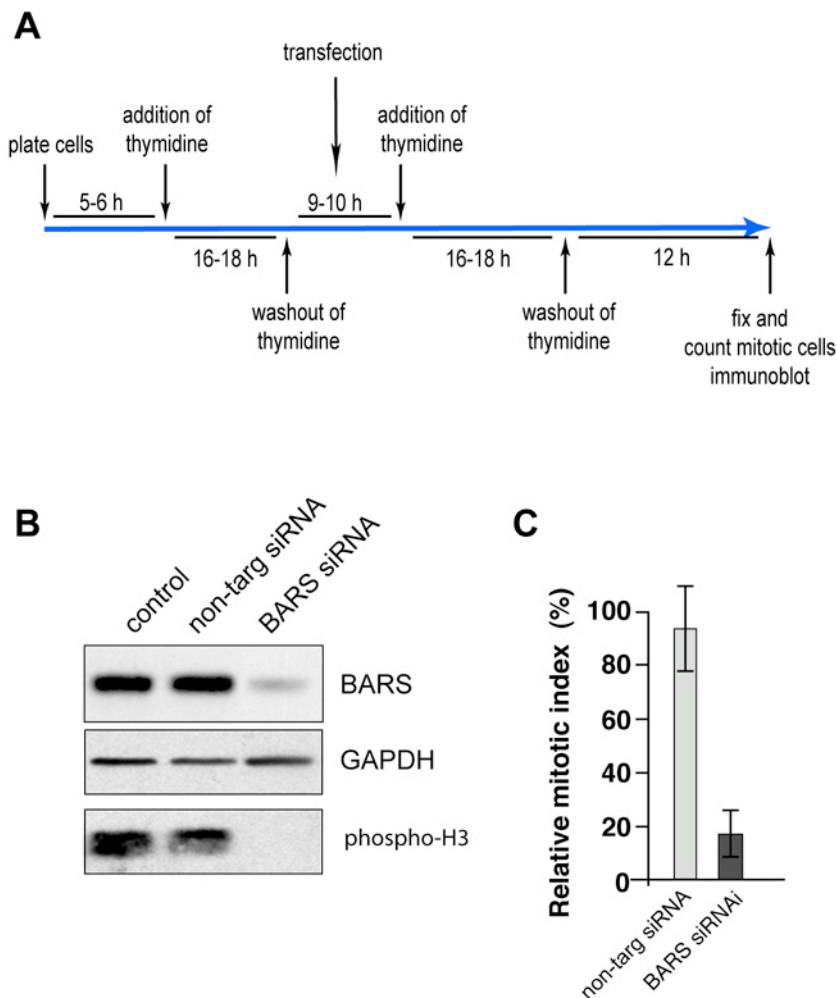 A
transfection
addition of
thymidine
addition of
thymidine
plate cells
5-6 h
9-10 h
16-18 h
16-18 h
12 h
washout of
thymidine
washout of
thymidine
fix and
count mitotic cells
immunoblot
B
control
non-targ siRNA
BARS siRNA
BARS
GAPDH
phospho-H3
C
Relative mitotic index (%)
100
80
60
40
20
0
non-targ siRNA
BARS siRNAi